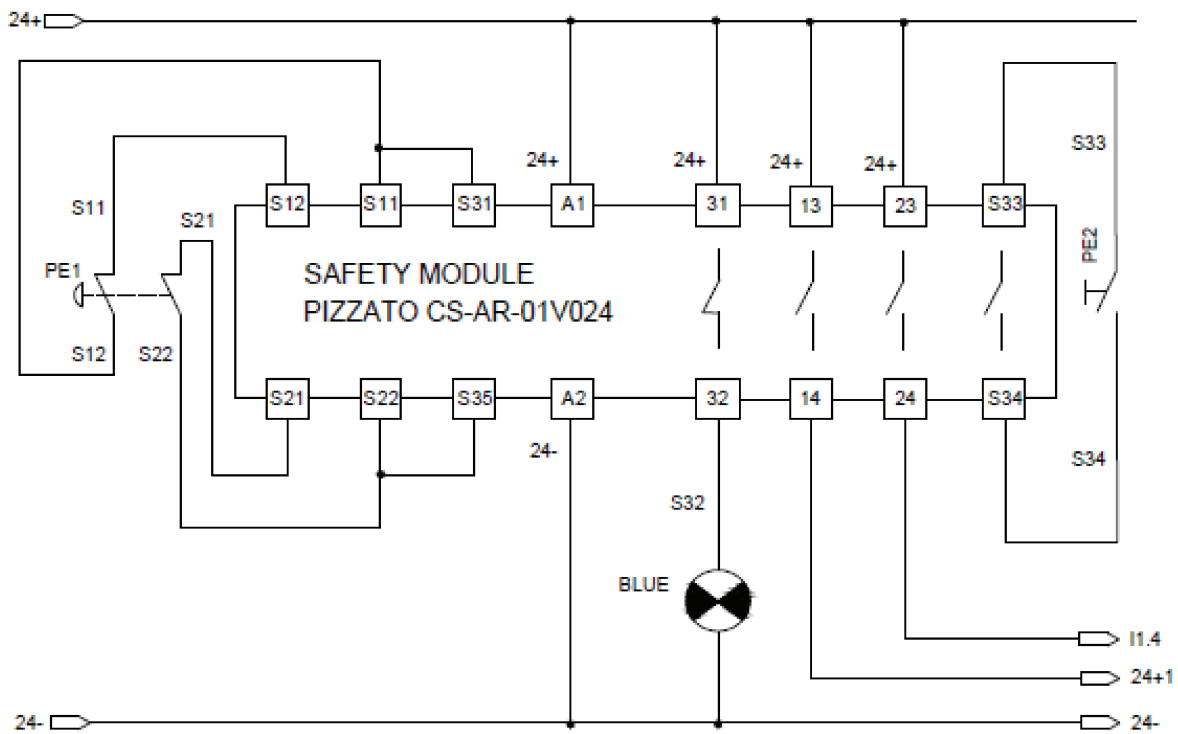 24+
24+ 24+ 24+ 24+
S33
S12 S11 S31 A1 31 13 23 S33
S11
S21
PE1
PE2
SAFETY MODULE
PIZZATO CS-AR-01V024
S12 S22
S21 S22 S35 A2 32 14 24 S34
24-
S34
S32
BLUE
I1.4
24+1
24- 24-